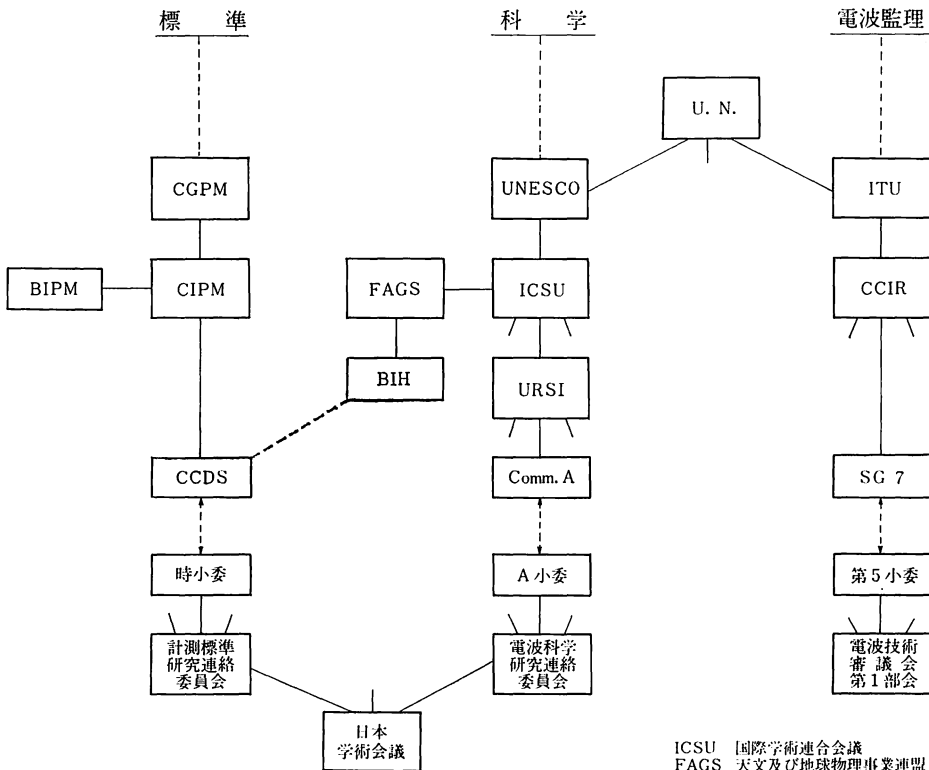 標 準
科 学
電波監理
U. N.
CGPM
UNESCO
ITU
BIPM
CIPM
FAGS
ICSU
CCIR
BIH
URSI
CCDS
Comm.A
SG 7
時小委
A 小委
第5小委
計測標準
研究連絡
委員会
電波科学
研究連絡
委員会
電波技術
審議会
第1部会
日本
学術会議
ICSU 国際学術連合会議
FAGS 天文及び地球物理事業連盟